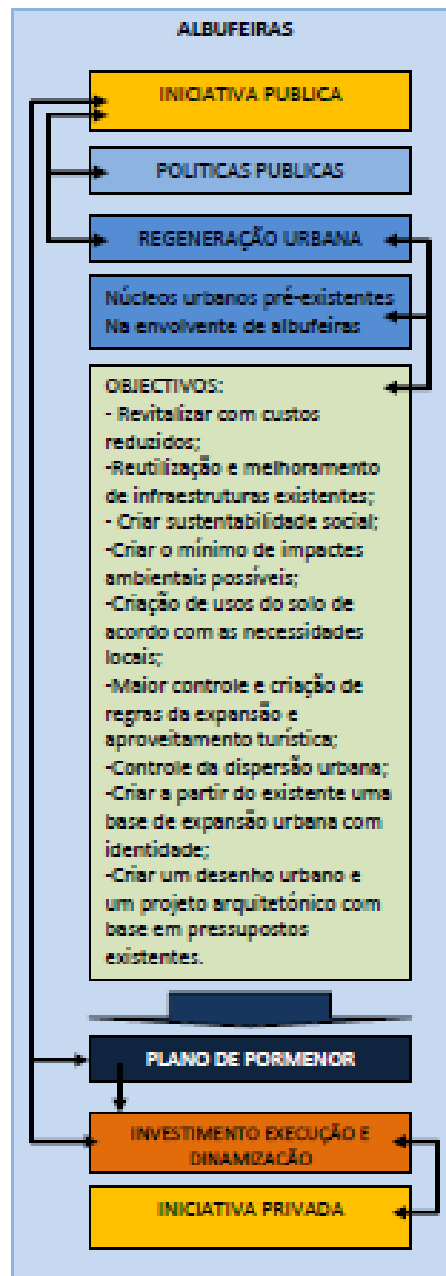 ALBUFEIRAS
INICIATIVA PUBLICA
POLITICAS PUBLICAS
REGENERAÇÃO URBANA
Núcleos urbanos pré-existentes
Na envolvente de albufeiras
OBJECTIVOS:
- Revitalizar com custos
reduzidos;
-Reutilização e melhoramento
de infraestruturas existentes;
- Criar sustentabilidade social;
-Criar o mínimo de impactes
ambientais possíveis;
-Criação de usos do solo de
acordo com as necessidades
locais;
-Maior controle e criação de
regras da expansão e
aproveitamento turística;
-Controle da dispersão urbana;
-Criar a partir do existente uma
base de expansão urbana com
identidade;
-Criar um desenho urbano e
um projeto arquitetónico com
base em pressupostos
existentes.
PLANO DE PORMENOR
INVESTIMENTO EXECUÇÃO E
DINAMIZACÃO
INICIATIVA PRIVADA